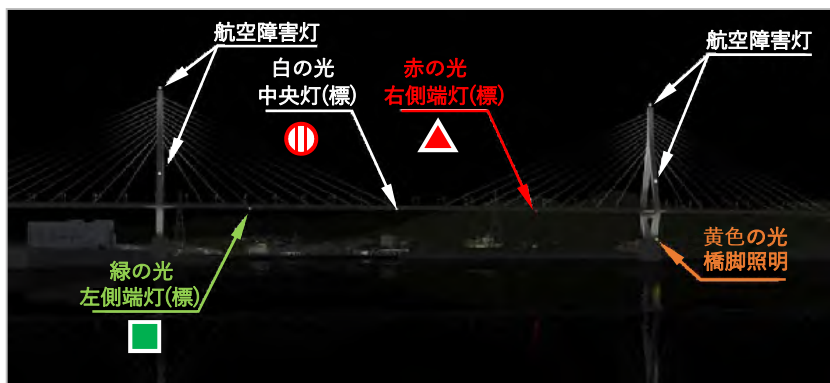 航空障害灯
白の光
中央灯(標)
赤の光
右側端灯(標)
航空障害灯
緑の光
左側端灯(標)
黄色の光
橋脚照明